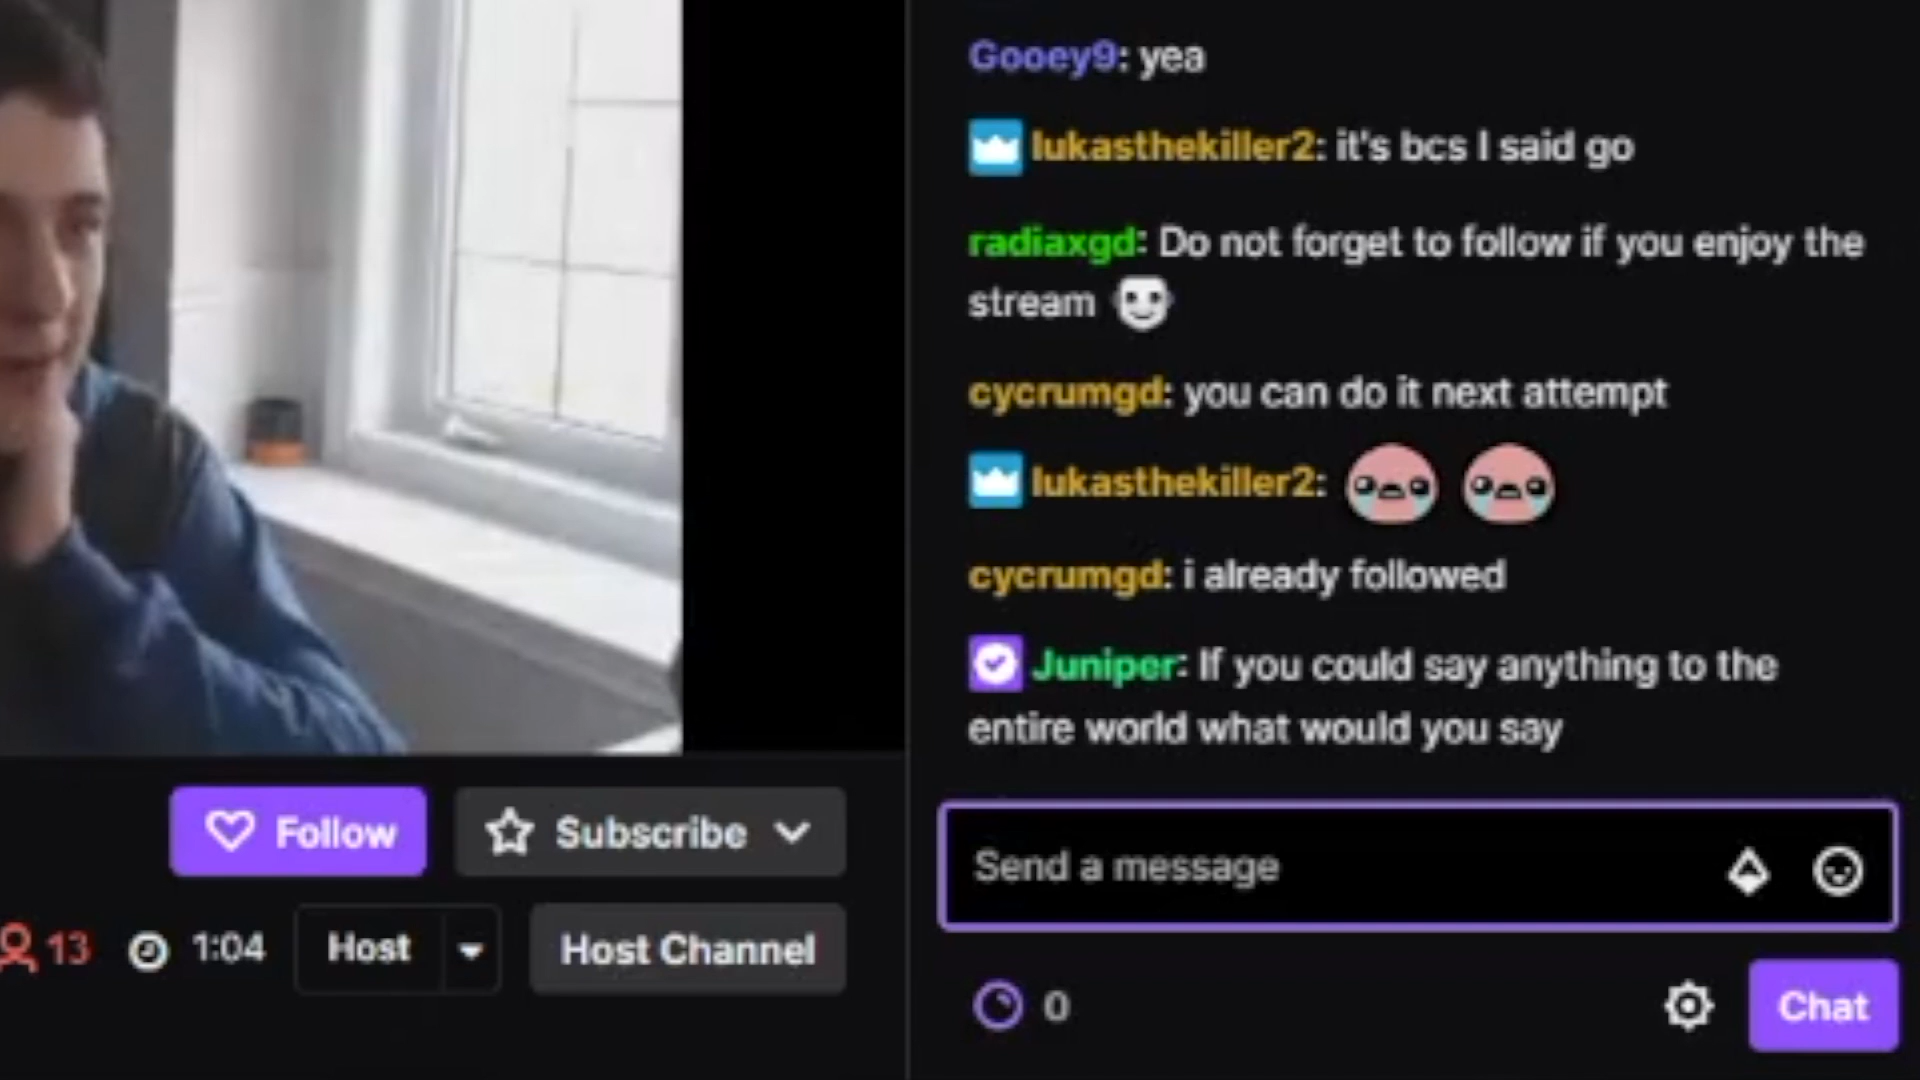 Gooey9: yea
lukasthekiller2: it's bcs I said go
radiaxgd: Do not forget to follow if you enjoy the
stream
cycrumgd: you can do it next attempt
lukasthekiller2:
cycrumgd: i already followed
Juniper: If you could say anything to the
entire world what would you say
Follow
Subscribe
Send a message
13
1:04
Host
Host Channel
0
Chat